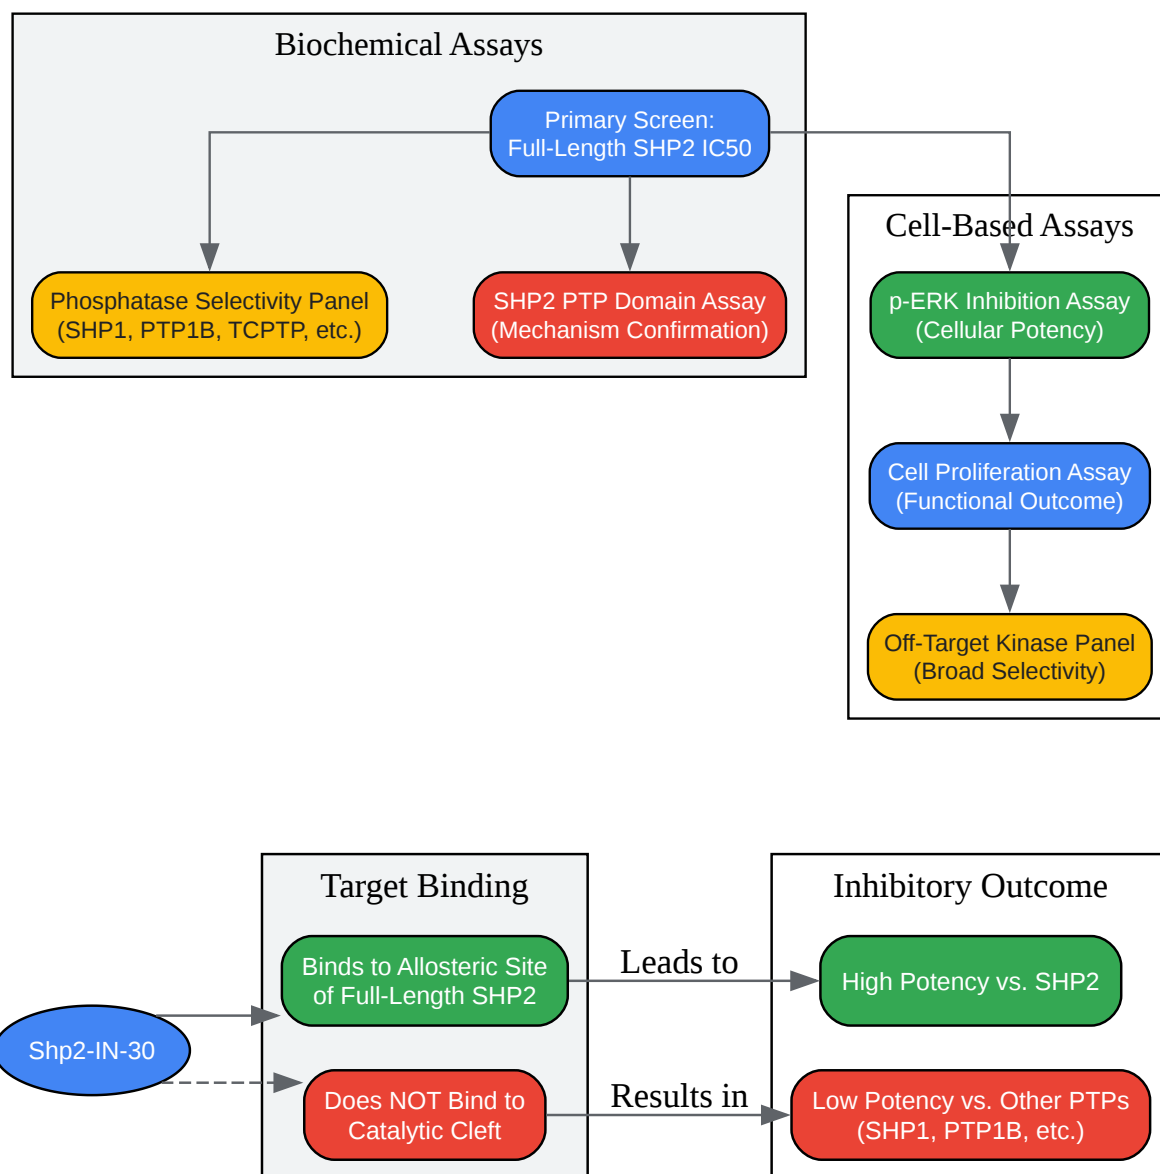 Biochemical Assays
Primary Screen:
Full-Length SHP2 IC50
Phosphatase Selectivity Panel
(SHP1, PTP1B, TCPTP, etc.)
SHP2 PTP Domain Assay
(Mechanism Confirmation)
Cell-Based Assays
p-ERK Inhibition Assay
(Cellular Potency)
Cell Proliferation Assay
(Functional Outcome)
Off-Target Kinase Panel
(Broad Selectivity)
Shp2-IN-30
Target Binding
Binds to Allosteric Site
of Full-Length SHP2
Does NOT Bind to
Catalytic Cleft
Leads to
Results in
Inhibitory Outcome
High Potency vs. SHP2
Low Potency vs. Other PTPs
(SHP1, PTP1B, etc.)